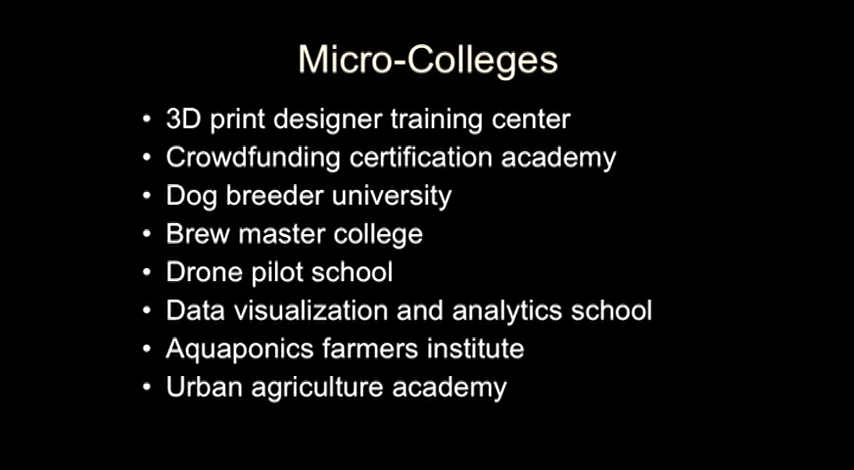 Micro-Colleges
• 3D print designer training center
• Crowdfunding certification academy
• Dog breeder university
• Brew master college
• Drone pilot school
• Data visualization and analytics school
• Aquaponics farmers institute
• Urban agriculture academy